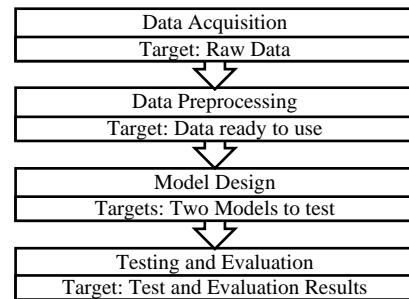 Data Acquisition
Target: Raw Data
Data Preprocessing
Target: Data ready to use
Model Design
Targets: Two Models to test
Testing and Evaluation
Target: Test and Evaluation Results